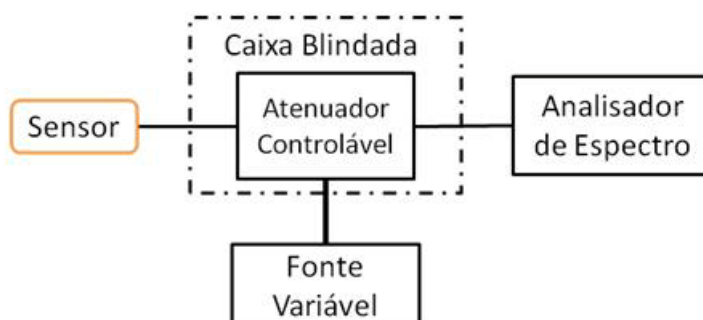 Caixa Blindada
Sensor
Atenuador
Controlável
Analisador
de Espectro
Fonte
Variável